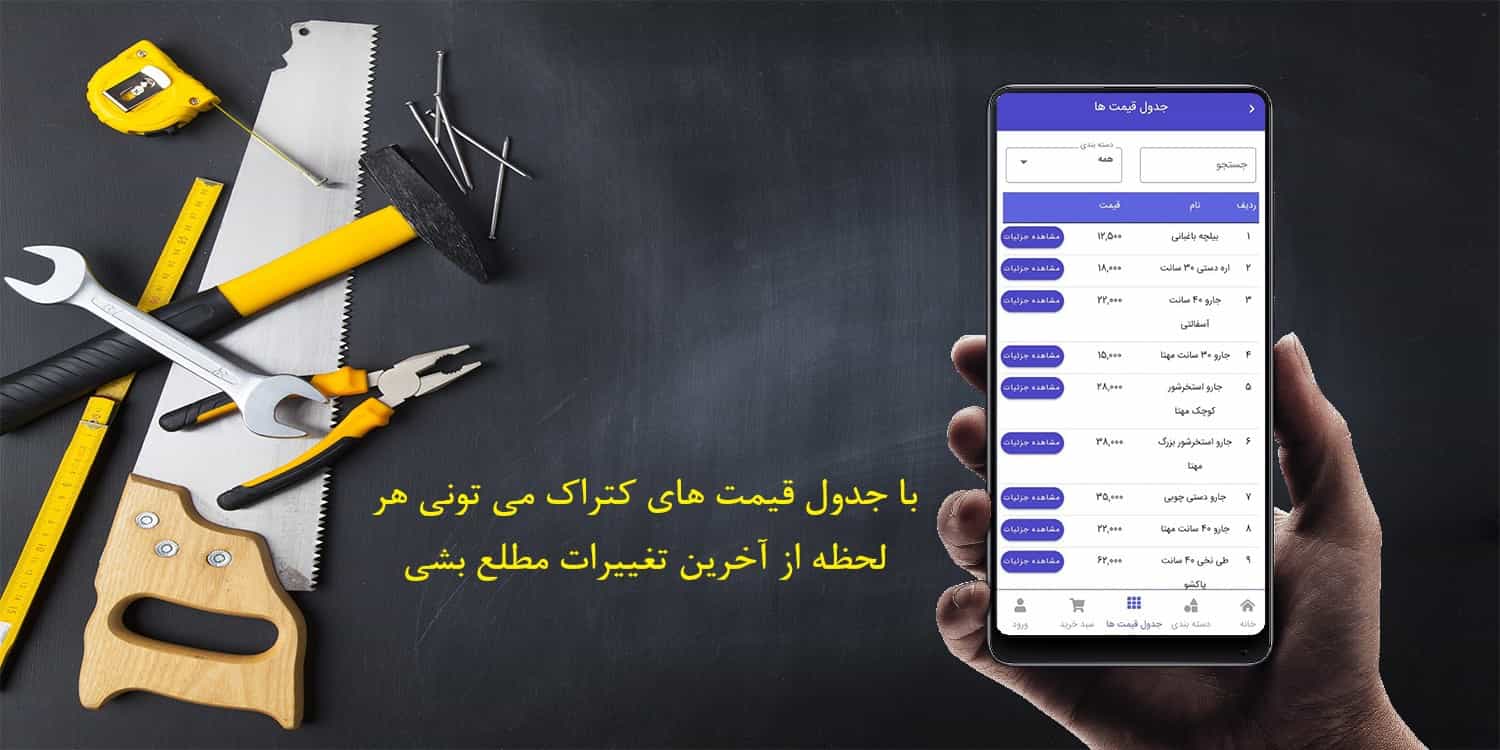 با جدول قیمت های کتراک می تونی هر
لحظه از آخرین تغییرات مطلع بشی
جدول قیمت ها
جستجو
دسته بندی
همه
ردیف نام قیمت
۱ بیلچه باغبانی ۱۲,۵۰۰ مشاهده جزئیات
۲ اره دستی ۳۰ سانت ۱۸,۰۰۰ مشاهده جزئیات
۳ جارو ۴۰ سانت ۲۲,۰۰۰ مشاهده جزئیات
آسفالتی
۴ جارو ۳۰ سانت مهتا ۱۵,۰۰۰ مشاهده جزئیات
۵ جارو استخرشور ۲۸,۰۰۰ مشاهده جزئیات
کوچک مهتا
۶ جارو استخرشور بزرگ ۳۸,۰۰۰ مشاهده جزئیات
مهتا
۷ جارو دستی چوبی ۳۵,۰۰۰ مشاهده جزئیات
۸ جارو ۴۰ سانت مهتا ۲۲,۰۰۰ مشاهده جزئیات
۹ طی نخی ۴۰ سانت ۶۲,۰۰۰ مشاهده جزئیات
پاکشو
خانه دسته بندی جدول قیمت ها سبد خرید ورود